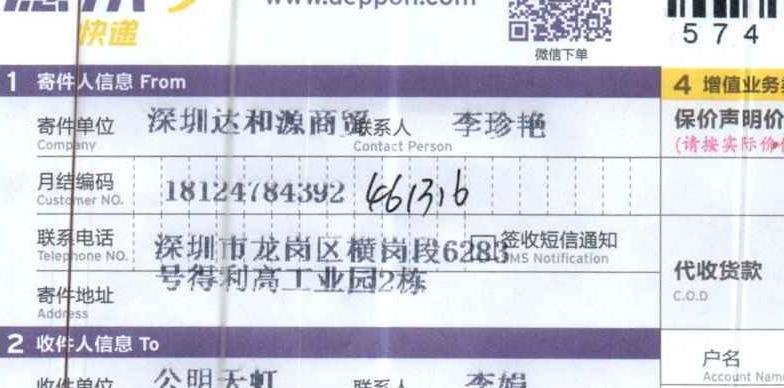 www.deppon.com
快递
微信下单
574
1 寄件人信息 From
4 增值业务
寄件单位 深圳达和源商贸 联系人 李珍艳
Company Contact Person
保价声明价
(请按实际价
月结编码 18124784392 461316
Customer NO.
联系电话 深圳市龙岗区横岗段6283 签收短信通知
Telephone NO. SMS Notification
号得利高工业园2栋
代收货款
C.O.D
寄件地址
Address
2 收件人信息 To
户名
Account Nam
收件单位 公明天虹 联系人 李娟